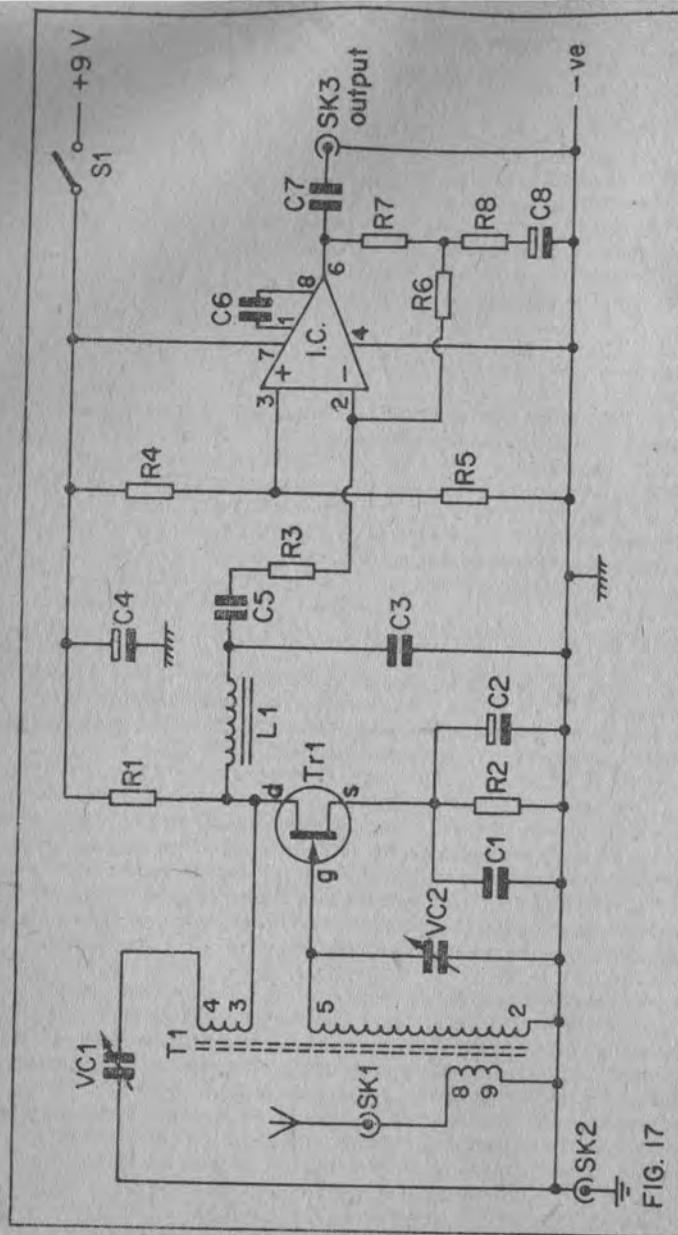 S1
+9 V
R4
C4
R1
C6
C7
SK3
output
7
1
8
3
+
I.C.
6
2
−
4
R7
R6
R8
C8
-ve
R5
C5
R3
L1
C3
d
Tr1
g
s
C1
R2
C2
VC1
4
3
T1
5
2
VC2
SK1
8
9
SK2
FIG. 17